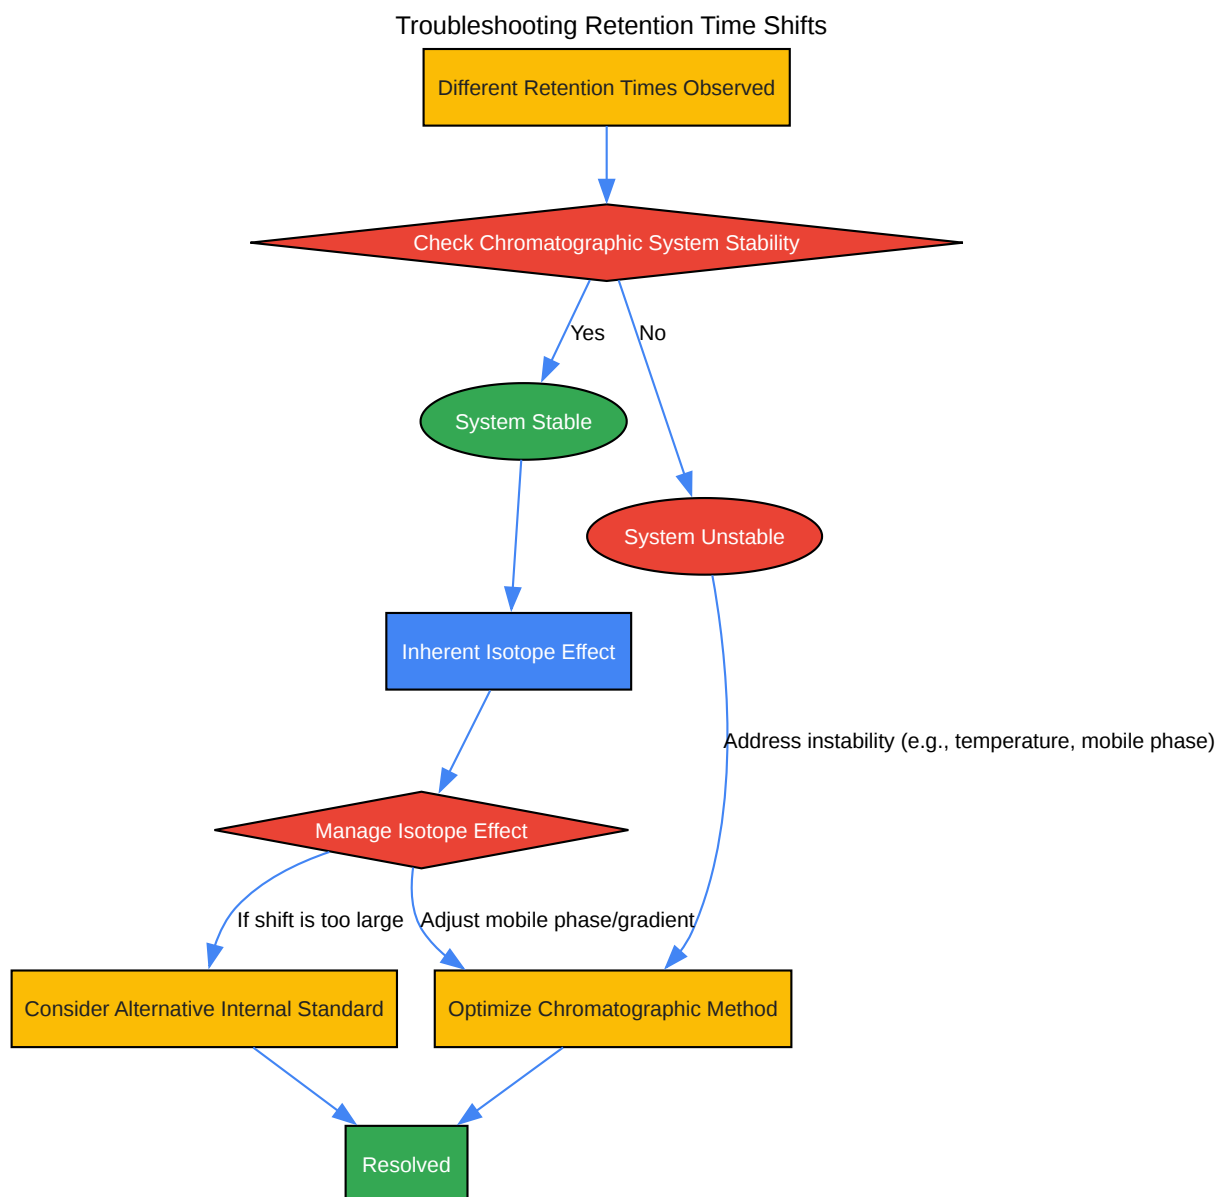 Troubleshooting Retention Time Shifts
Different Retention Times Observed
Check Chromatographic System Stability
Yes
No
System Stable
System Unstable
Inherent Isotope Effect
Address instability (e.g., temperature, mobile phase)
Manage Isotope Effect
If shift is too large
Adjust mobile phase/gradient
Consider Alternative Internal Standard
Optimize Chromatographic Method
Resolved